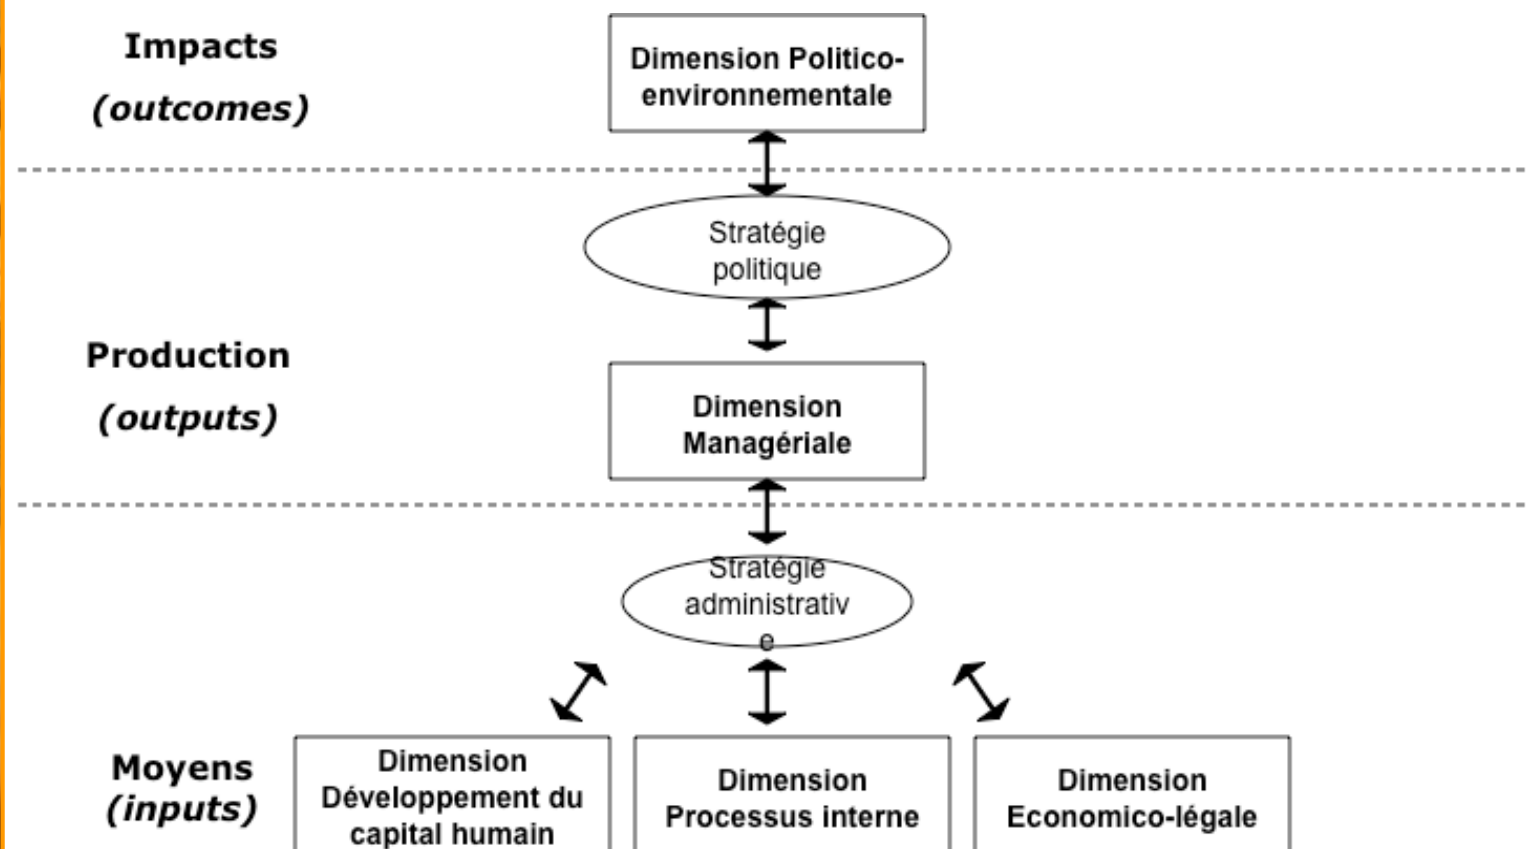 Impacts
(outcomes)
Dimension Politico-
environnementale
Stratégie
politique
Production
(outputs)
Dimension
Managériale
Stratégie
administrativ
e
Moyens
(inputs)
Dimension
Développement du
capital humain
Dimension
Processus interne
Dimension
Economico-légale